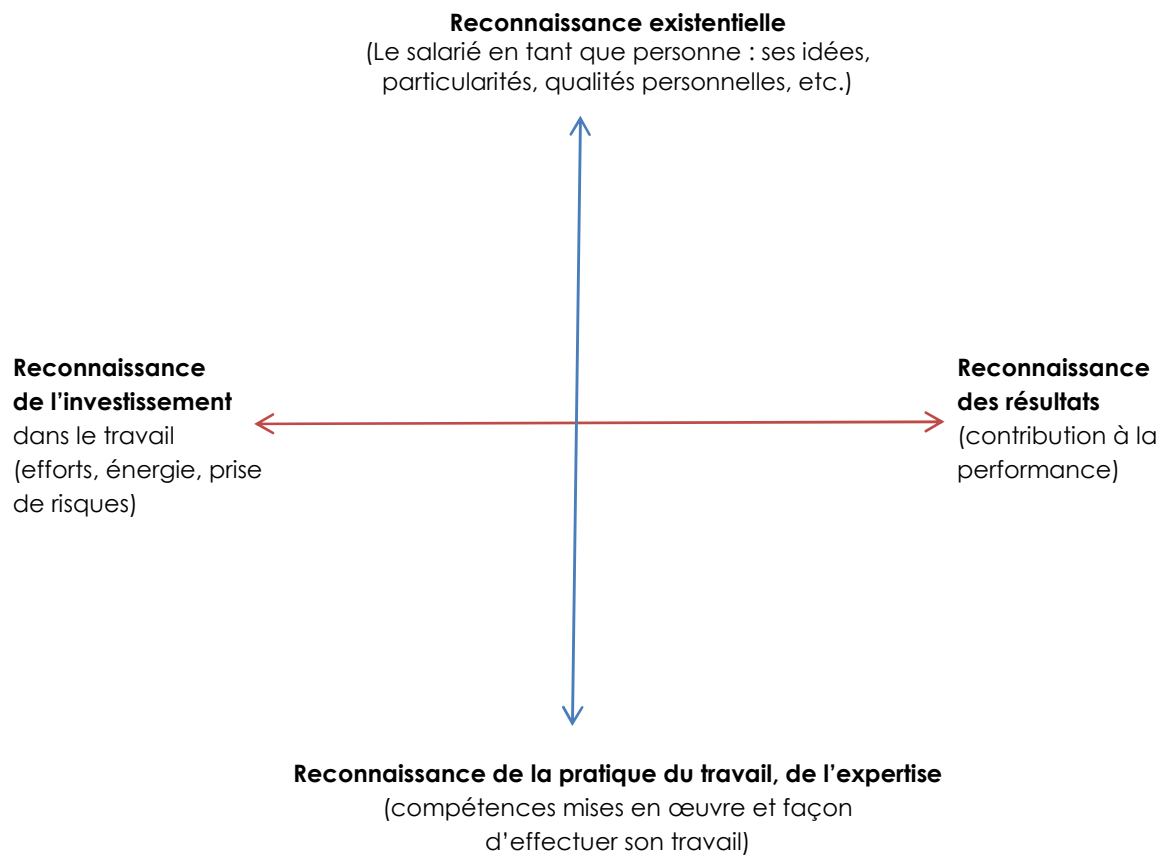 Reconnaissance existentielle
(Le salarié en tant que personne : ses idées,
particularités, qualités personnelles, etc.)
Reconnaissance
de l’investissement
dans le travail
(efforts, énergie, prise
de risques)
Reconnaissance
des résultats
(contribution à la
performance)
Reconnaissance de la pratique du travail, de l’expertise
(compétences mises en œuvre et façon
d’effectuer son travail)